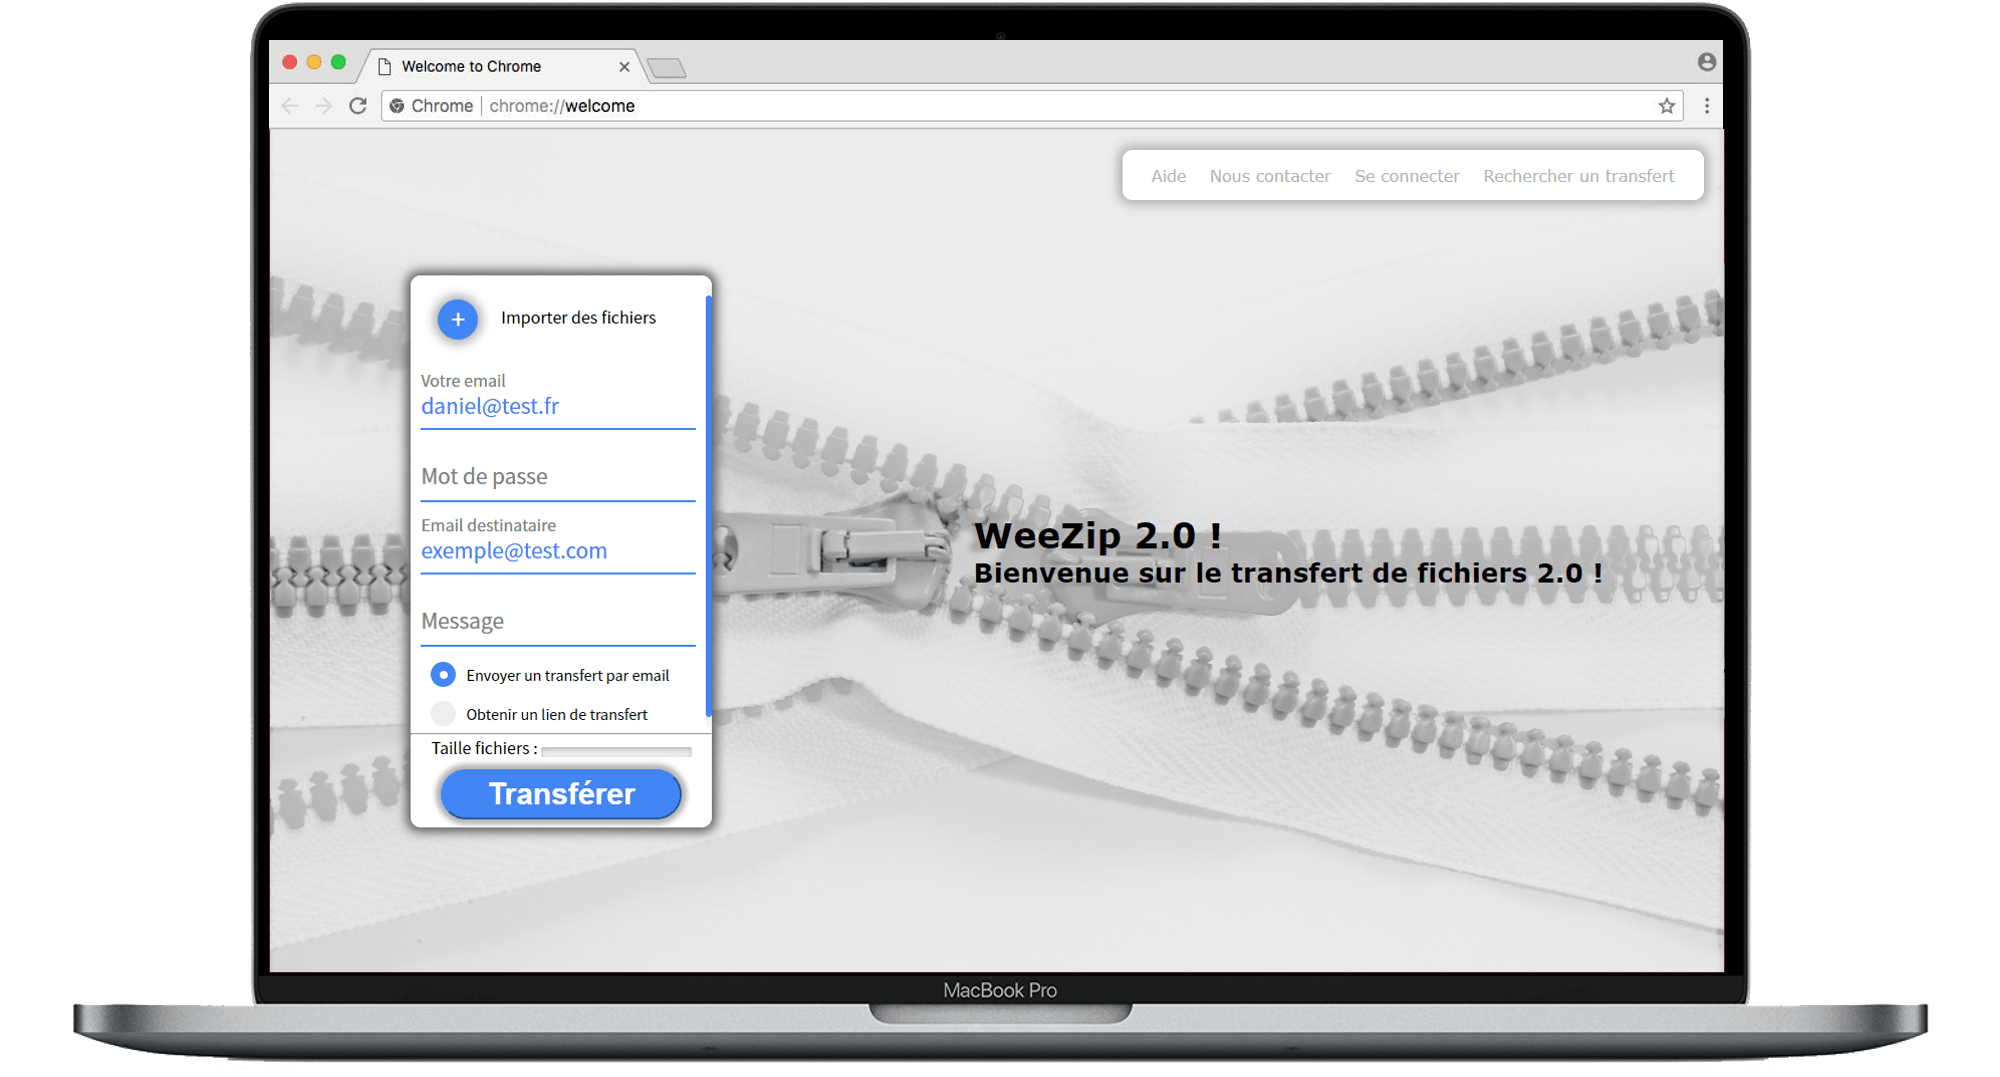 Welcome to Chrome
Chrome | chrome://welcome
Aide Nous contacter Se connecter Rechercher un transfert
+ Importer des fichiers
Votre email
daniel@test.fr
Mot de passe
Email destinataire
exemple@test.com
Message
Envoyer un transfert par email
Obtenir un lien de transfert
Taille fichiers :
Transférer
WeeZip 2.0 !
Bienvenue sur le transfert de fichiers 2.0 !
MacBook Pro